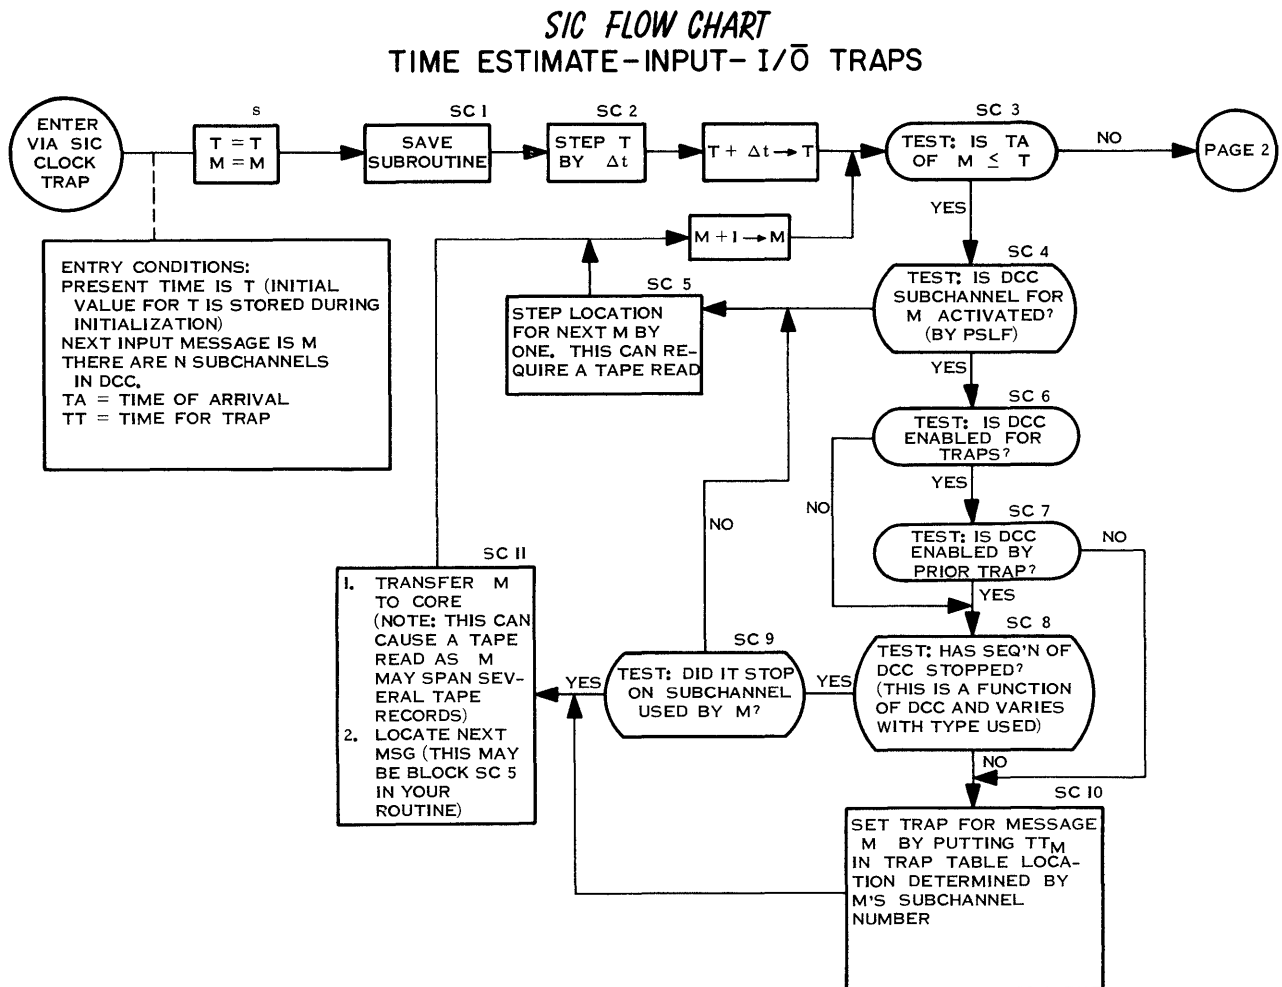 SIC FLOW CHART
TIME ESTIMATE-INPUT- I/Ō TRAPS
ENTER
VIA SIC
CLOCK
TRAP
s
T = T
M = M
SC 1
SAVE
SUBROUTINE
SC 2
STEP T
BY Δt
T + Δt → T
SC 3
TEST: IS TA
OF M ≤ T
NO
PAGE 2
YES
M + 1 → M
ENTRY CONDITIONS:
PRESENT TIME IS T (INITIAL
VALUE FOR T IS STORED DURING
INITIALIZATION)
NEXT INPUT MESSAGE IS M
THERE ARE N SUBCHANNELS
IN DCC.
TA = TIME OF ARRIVAL
TT = TIME FOR TRAP
SC 4
TEST: IS DCC
SUBCHANNEL FOR
M ACTIVATED?
(BY PSLF)
SC 5
STEP LOCATION
FOR NEXT M BY
ONE. THIS CAN RE-
QUIRE A TAPE READ
YES
SC 6
TEST: IS DCC
ENABLED FOR
TRAPS?
YES
NO
SC 7
TEST: IS DCC
ENABLED BY
PRIOR TRAP?
NO
YES
SC 8
TEST: HAS SEQ'N OF
DCC STOPPED?
(THIS IS A FUNCTION
OF DCC AND VARIES
WITH TYPE USED)
YES
NO
SC 9
TEST: DID IT STOP
ON SUBCHANNEL
USED BY M?
NO
YES
SC 11
1. TRANSFER M
TO CORE
(NOTE: THIS CAN
CAUSE A TAPE
READ AS M
MAY SPAN SEV-
ERAL TAPE
RECORDS)
2. LOCATE NEXT
MSG (THIS MAY
BE BLOCK SC 5
IN YOUR
ROUTINE)
SC 10
SET TRAP FOR MESSAGE
M BY PUTTING TTM
IN TRAP TABLE LOCA-
TION DETERMINED BY
M'S SUBCHANNEL
NUMBER